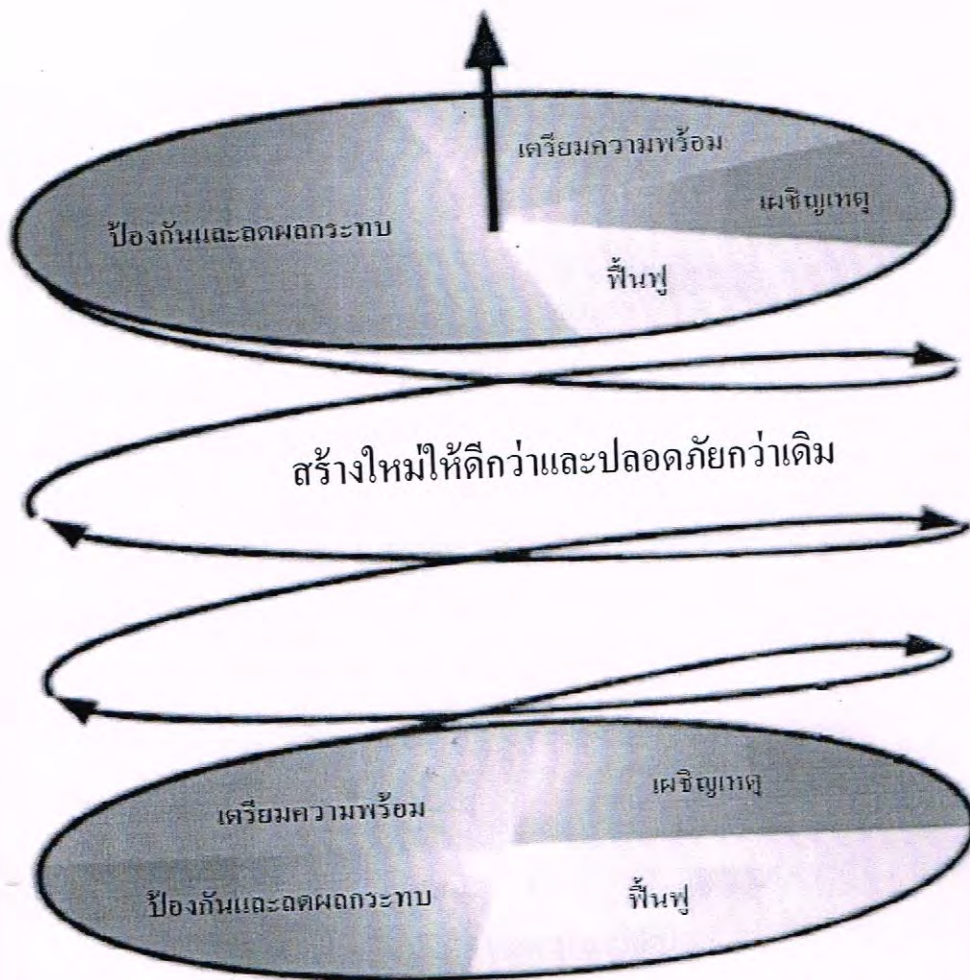 เตรียมความพร้อม
เผชิญเหตุ
ป้องกันและลดผลกระทบ
ฟื้นฟู
สร้างใหม่ให้ดีกว่าและปลอดภัยกว่าเดิม
เผชิญเหตุ
เตรียมความพร้อม
ป้องกันและลดผลกระทบ
ฟื้นฟู